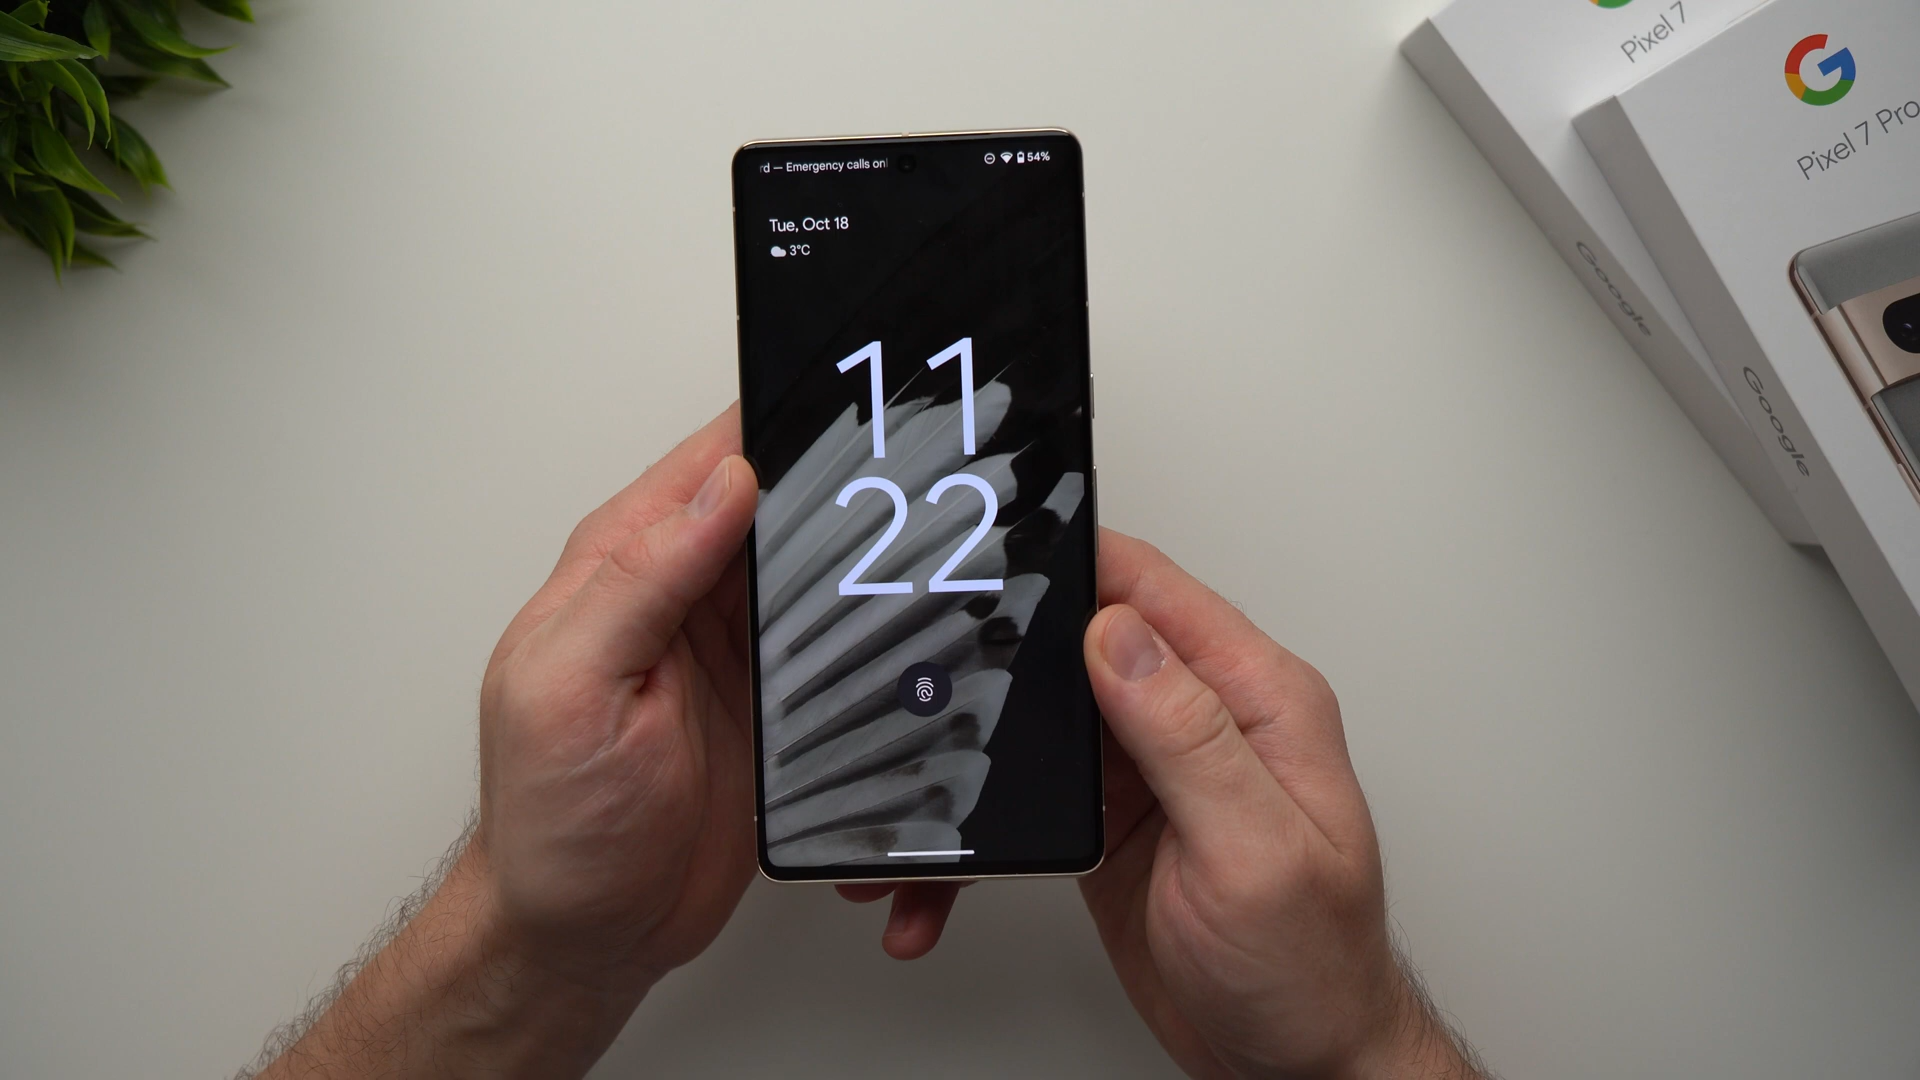 rd — Emergency calls onl
54%
Tue, Oct 18
3°C
11
22
Pixel 7
G
Pixel 7 Pro
Google
Google